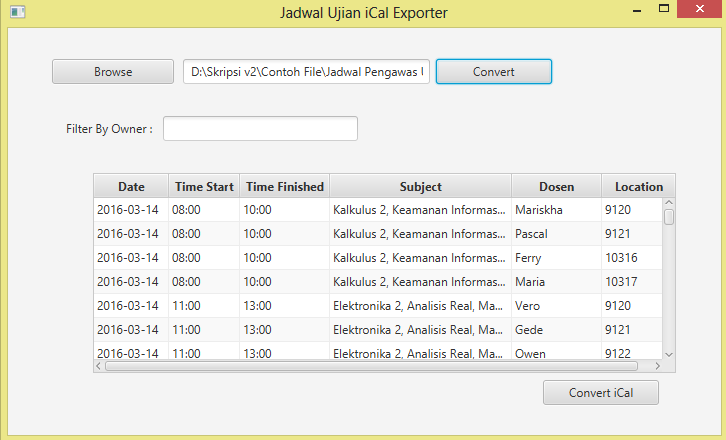 Jadwal Ujian iCal Exporter
Browse D:\Skripsi v2\Contoh File\Jadwal Pengawas Convert
Filter By Owner :
Date Time Start Time Finished Subject Dosen Location
2016-03-14 08:00 10:00 Kalkulus 2, Keamanan Informas... Mariskha 9120
2016-03-14 08:00 10:00 Kalkulus 2, Keamanan Informas... Pascal 9121
2016-03-14 08:00 10:00 Kalkulus 2, Keamanan Informas... Ferry 10316
2016-03-14 08:00 10:00 Kalkulus 2, Keamanan Informas... Maria 10317
2016-03-14 11:00 13:00 Elektronika 2, Analisis Real, Ma... Vero 9120
2016-03-14 11:00 13:00 Elektronika 2, Analisis Real, Ma... Gede 9121
2016-03-14 11:00 13:00 Elektronika 2, Analisis Real, Ma... Owen 9122
Convert iCal